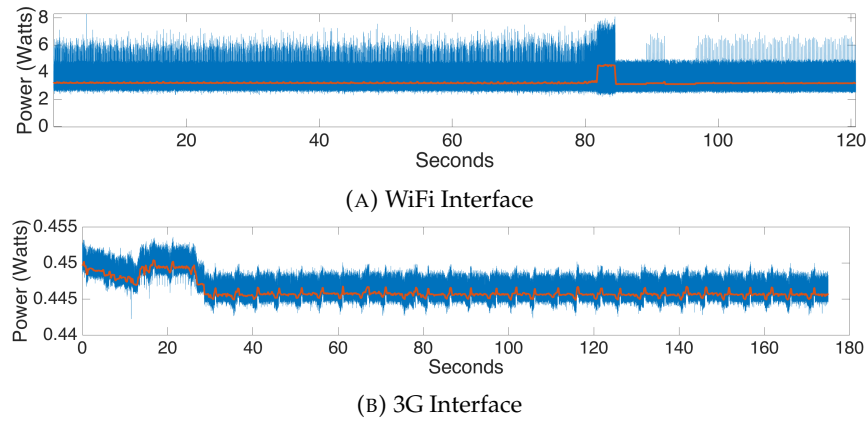 8
6
4
2
0
Power (Watts)
20 40 60 80 100 120
Seconds
(A) WiFi Interface
0.455
0.45
0.445
0.44
Power (Watts)
0 20 40 60 80 100 120 140 160 180
Seconds
(B) 3G Interface